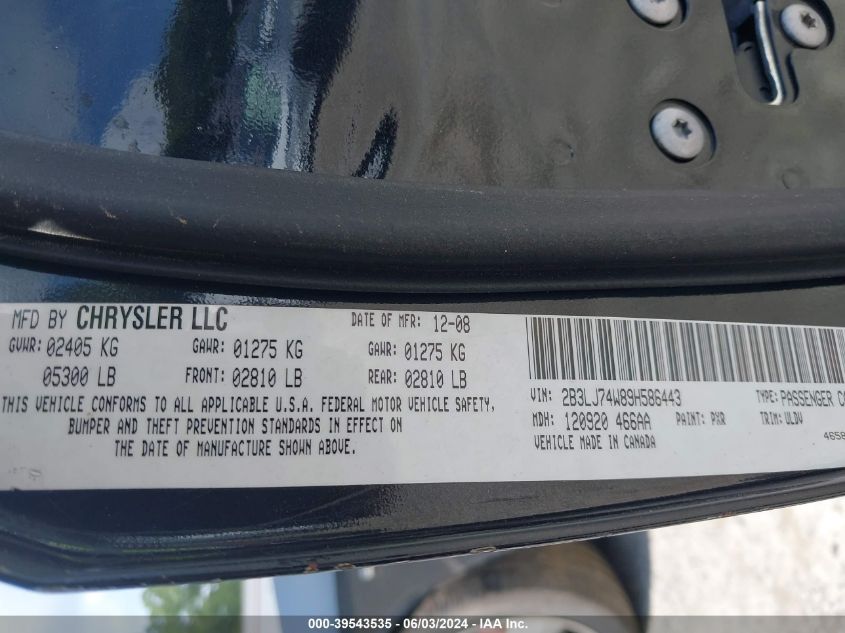 MFD BY CHRYSLER LLC
DATE OF MFR: 12-08
GVWR: 02405 KG GAWR: 01275 KG GAWR: 01275 KG
05300 LB FRONT: 02810 LB REAR: 02810 LB
THIS VEHICLE CONFORMS TO ALL APPLICABLE U.S.A. FEDERAL MOTOR VEHICLE SAFETY,
BUMPER AND THEFT PREVENTION STANDARDS IN EFFECT ON
THE DATE OF MANUFACTURE SHOWN ABOVE.
VIN: 2B3LJ74W89H586443 TYPE: PASSENGER
MDH: 120920 466AA PAINT: PXR TRIM: ULDV
VEHICLE MADE IN CANADA
4658
000-39543535 - 06/03/2024 - IAA Inc.